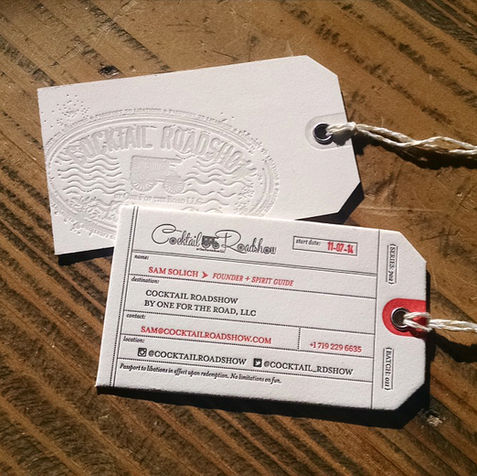 COCKTAIL ROADSHOW
Cocktail Roadshow
start date: 11-07-14
name:
SAM SOLICH > FOUNDER + SPIRIT GUIDE
destination:
COCKTAIL ROADSHOW
BY ONE FOR THE ROAD, LLC
contact:
SAM@COCKTAILROADSHOW.COM
+1 719 229 6635
location:
@COCKTAILROADSHOW @COCKTAIL_RDSHOW
Passport to libations in effect upon redemption. No limitations on fun.